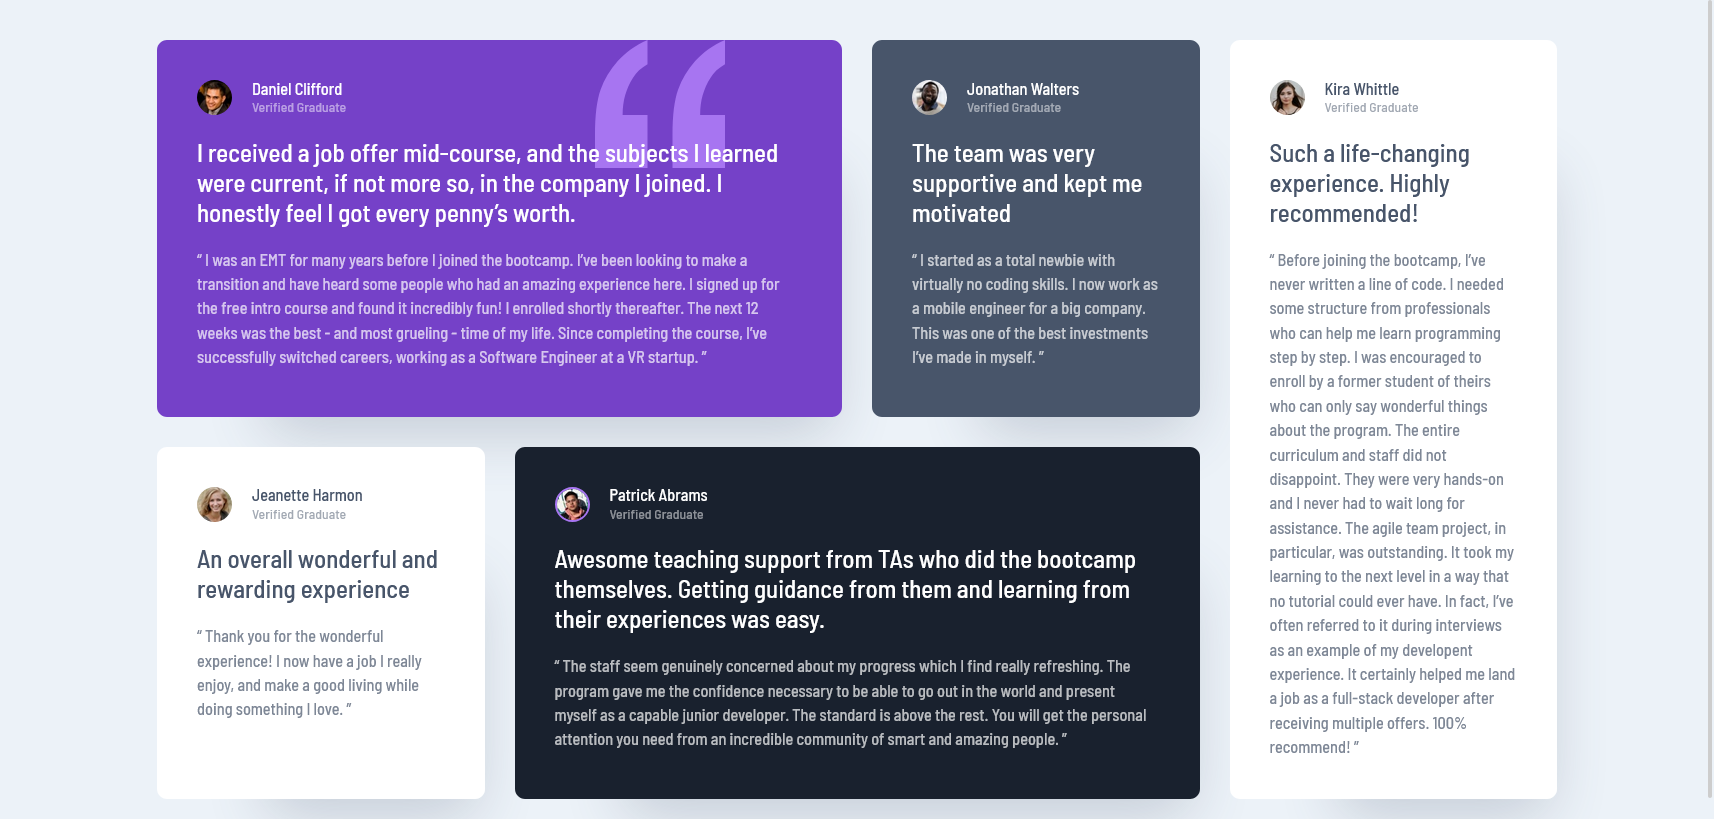 Daniel Clifford
Verified Graduate
I received a job offer mid-course, and the subjects I learned
were current, if not more so, in the company I joined. I
honestly feel I got every penny’s worth.
“ I was an EMT for many years before I joined the bootcamp. I’ve been looking to make a
transition and have heard some people who had an amazing experience here. I signed up for
the free intro course and found it incredibly fun! I enrolled shortly thereafter. The next 12
weeks was the best - and most grueling - time of my life. Since completing the course, I’ve
successfully switched careers, working as a Software Engineer at a VR startup. ”
Jonathan Walters
Verified Graduate
The team was very
supportive and kept me
motivated
“ I started as a total newbie with
virtually no coding skills. I now work as
a mobile engineer for a big company.
This was one of the best investments
I’ve made in myself. ”
Kira Whittle
Verified Graduate
Such a life-changing
experience. Highly
recommended!
“ Before joining the bootcamp, I’ve
never written a line of code. I needed
some structure from professionals
who can help me learn programming
step by step. I was encouraged to
enroll by a former student of theirs
who can only say wonderful things
about the program. The entire
curriculum and staff did not
disappoint. They were very hands-on
and I never had to wait long for
assistance. The agile team project, in
particular, was outstanding. It took my
learning to the next level in a way that
no tutorial could ever have. In fact, I’ve
often referred to it during interviews
as an example of my developent
experience. It certainly helped me land
a job as a full-stack developer after
receiving multiple offers. 100%
recommend! ”
Jeanette Harmon
Verified Graduate
An overall wonderful and
rewarding experience
“ Thank you for the wonderful
experience! I now have a job I really
enjoy, and make a good living while
doing something I love. ”
Patrick Abrams
Verified Graduate
Awesome teaching support from TAs who did the bootcamp
themselves. Getting guidance from them and learning from
their experiences was easy.
“ The staff seem genuinely concerned about my progress which I find really refreshing. The
program gave me the confidence necessary to be able to go out in the world and present
myself as a capable junior developer. The standard is above the rest. You will get the personal
attention you need from an incredible community of smart and amazing people. ”